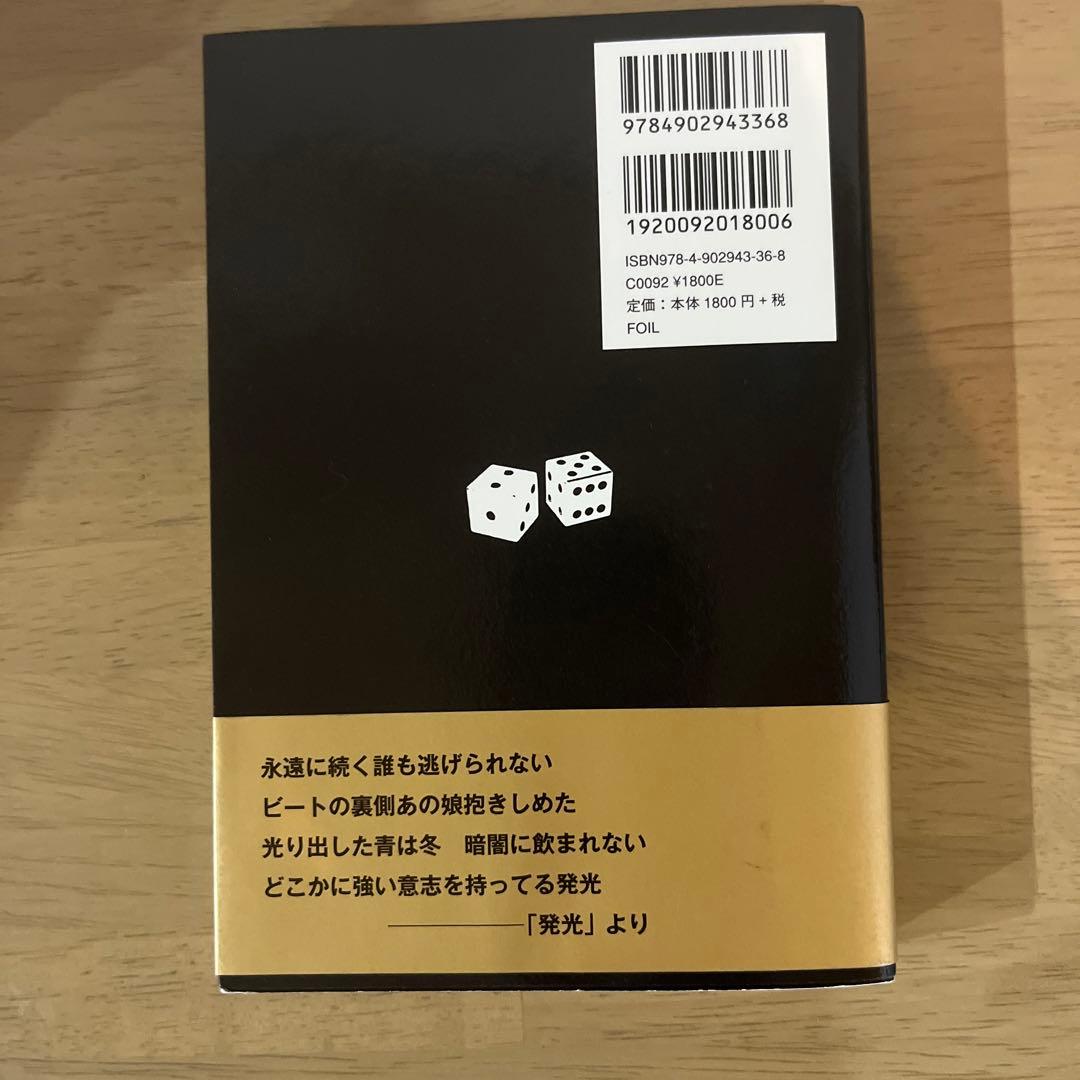 9784902943368
1920092018006
ISBN978-4-902943-36-8
C0092 ¥1800E
定価：本体1800円+税
FOIL
永遠に続く誰も逃げられない
ビートの裏側あの娘抱きしめた
光り出した青は冬　暗闇に飲まれない
どこかに強い意志を持ってる発光
————「発光」より